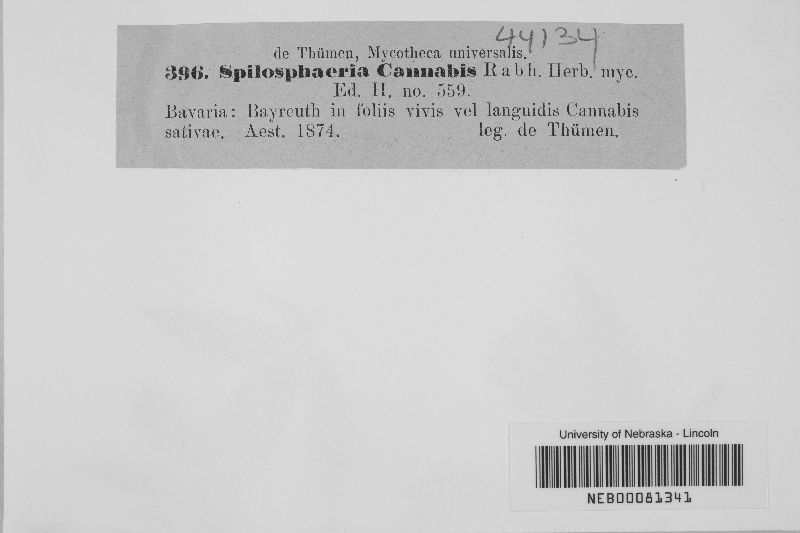 44134
de Thümen, Mycotheca universalis.
396. Spilosphaeria Cannabis Rabh. Herb. myc.
Ed. II. no. 559.
Bavaria: Bayreuth in foliis vivis vel languidis Cannabis
sativae. Aest. 1874. leg. de Thümen.
University of Nebraska - Lincoln
NEB00081341